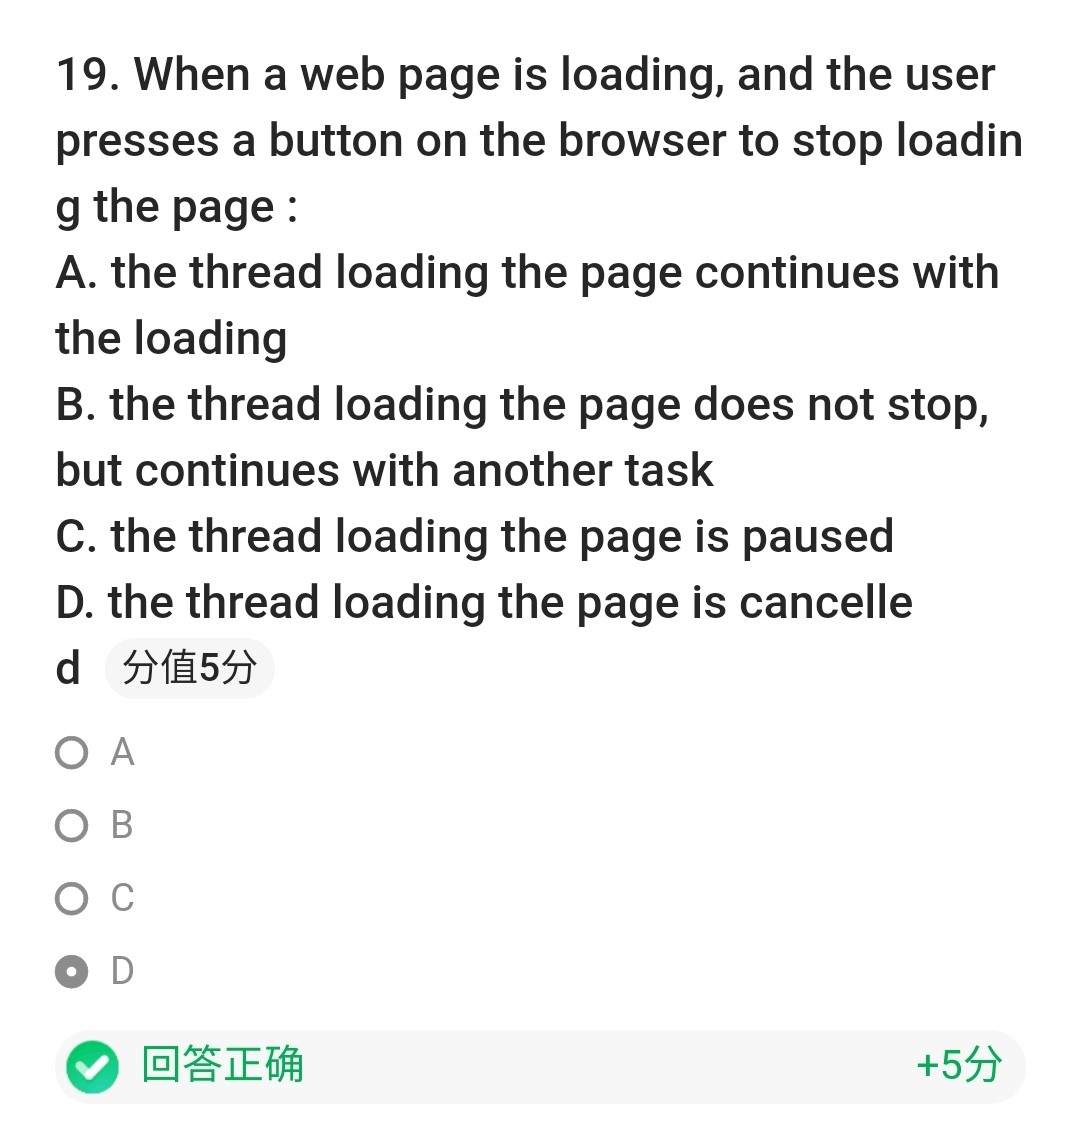 19. When a web page is loading, and the user
presses a button on the browser to stop loadin
g the page :
A. the thread loading the page continues with
the loading
B. the thread loading the page does not stop,
but continues with another task
C. the thread loading the page is paused
D. the thread loading the page is cancelle
d 分值5分
A
B
C
D
回答正确 +5分